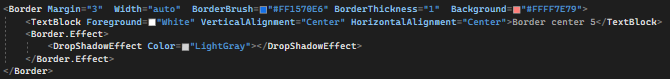 <Border Margin="3"  Width="auto"  BorderBrush="#FF1570E6" BorderThickness="1"  Background="#FFFF7E79">
<TextBlock Foreground="White" VerticalAlignment="Center" HorizontalAlignment="Center">Border center 5</TextBlock>
<Border.Effect>
<DropShadowEffect Color="LightGray"></DropShadowEffect>
</Border.Effect>
</Border>